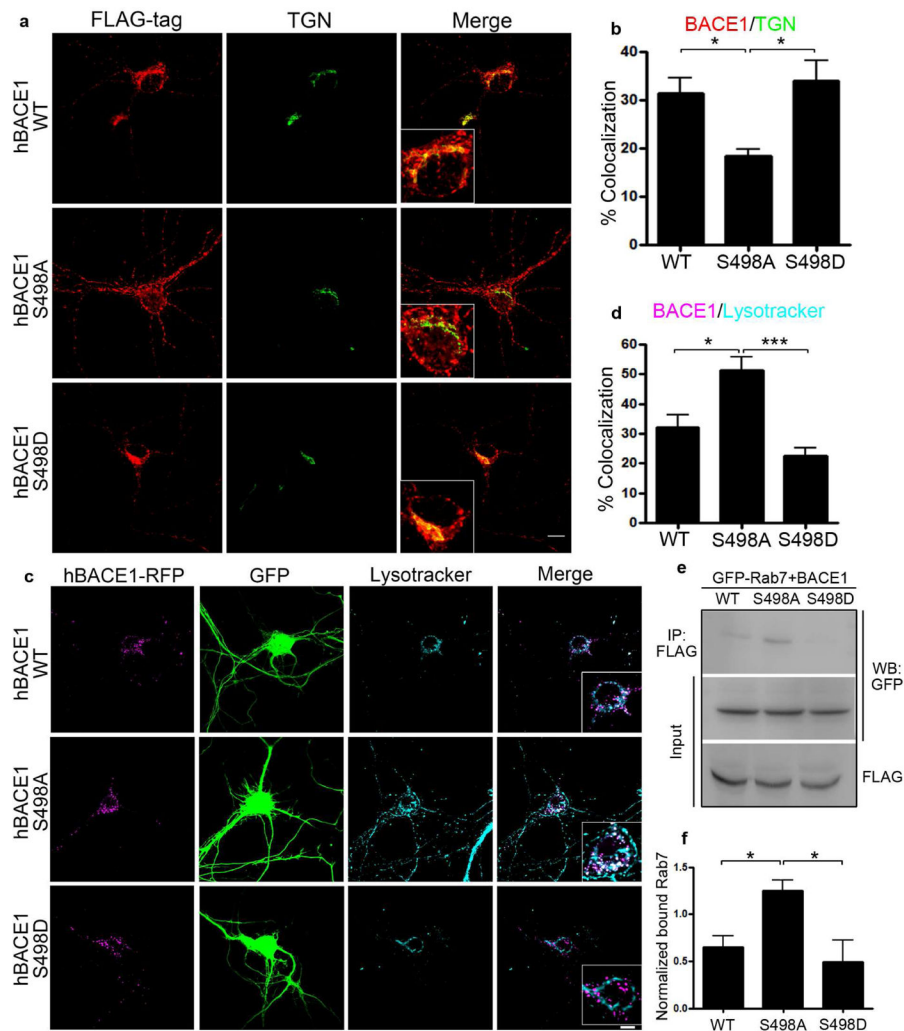 a
FLAG-tag
TGN
Merge
hBACE1
WT
hBACE1
S498A
hBACE1
S498D
b
BACE1/TGN
* *
% Colocalization
40
30
20
10
0
WT S498A S498D
d
BACE1/Lysotracker
* ***
% Colocalization
60
50
40
30
20
10
0
WT S498A S498D
c
hBACE1-RFP
GFP
Lysotracker
Merge
hBACE1
WT
hBACE1
S498A
hBACE1
S498D
e
GFP-Rab7+BACE1
WT S498A S498D
IP:
FLAG
WB:
GFP
Input
FLAG
f
* *
Normalized bound Rab7
1.5
1.0
0.5
0.0
WT S498A S498D